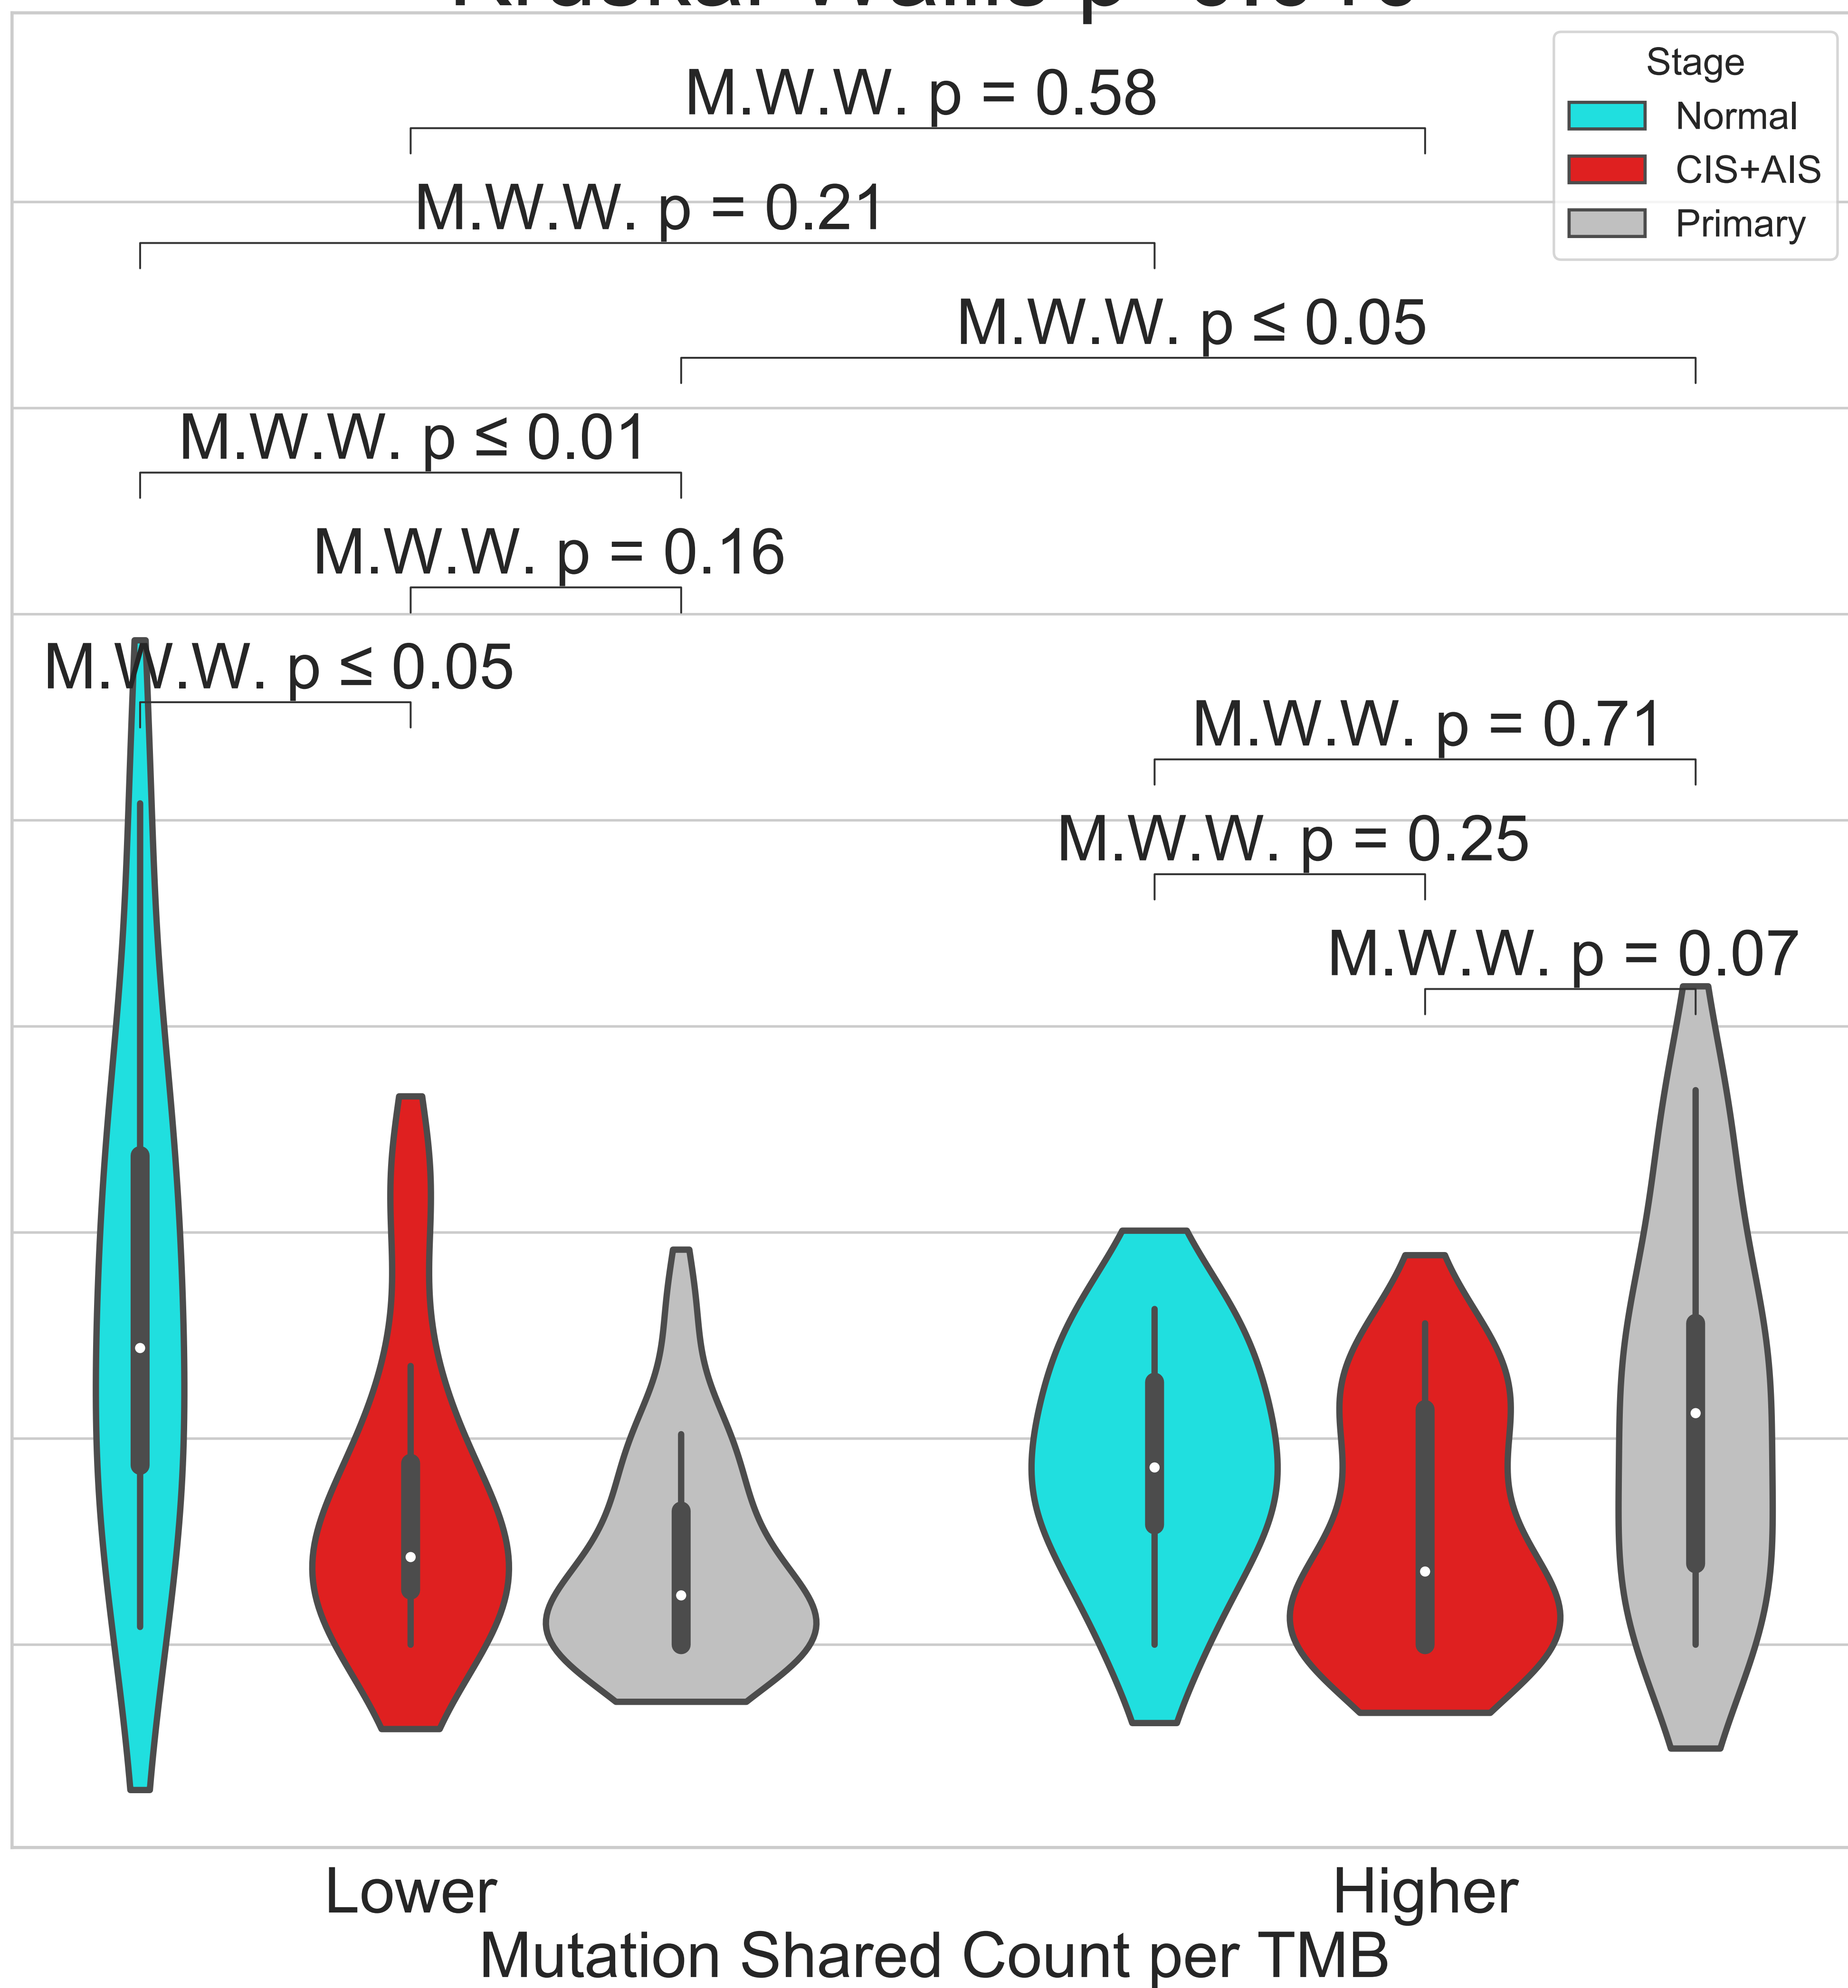 M.W.W. p = 0.58
Stage
Normal
CIS+AIS
Primary
M.W.W. p = 0.21
M.W.W. p ≤ 0.05
M.W.W. p ≤ 0.01
M.W.W. p = 0.16
M.W.W. p ≤ 0.05
M.W.W. p = 0.71
M.W.W. p = 0.25
M.W.W. p = 0.07
Lower
Higher
Mutation Shared Count per TMB